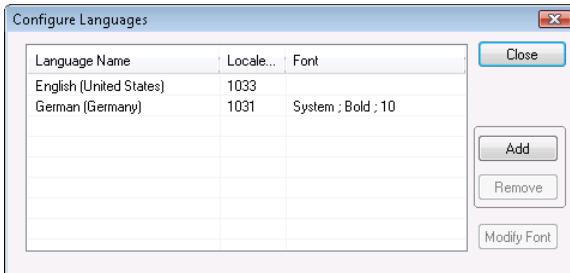 Configure Languages
Language Name Locale... Font
English (United States) 1033
German (Germany) 1031 System ; Bold ; 10
Close
Add
Remove
Modify Font